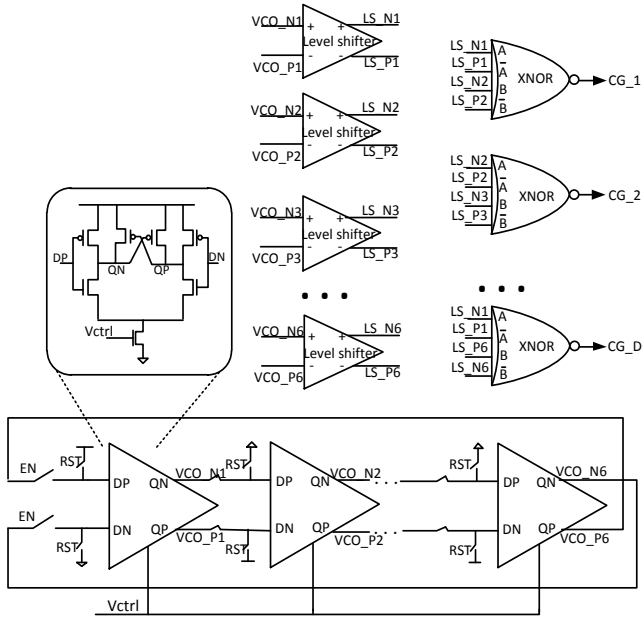 VCO_N1 + + LS_N1
Level shifter
VCO_P1 - - LS_P1
VCO_N2 + + LS_N2
Level shifter
VCO_P2 - - LS_P2
VCO_N3 + + LS_N3
Level shifter
VCO_P3 - - LS_P3
...
VCO_N6 + + LS_N6
Level shifter
VCO_P6 - - LS_P6
LS_N1 A
LS_P1 A̅
LS_N2 B
LS_P2 B̅
XNOR
CG_1
LS_N2 A
LS_P2 A̅
LS_N3 B
LS_P3 B̅
XNOR
CG_2
...
LS_N1 A
LS_P1 A̅
LS_P6 B
LS_N6 B̅
XNOR
CG_D
DP QN QP DN
Vctrl
EN RST DP QN VCO_N1 RST DP QN VCO_N2 ... RST DP QN VCO_N6
EN RST DN QP VCO_P1 RST DN QP VCO_P2 ... RST DN QP VCO_P6
Vctrl